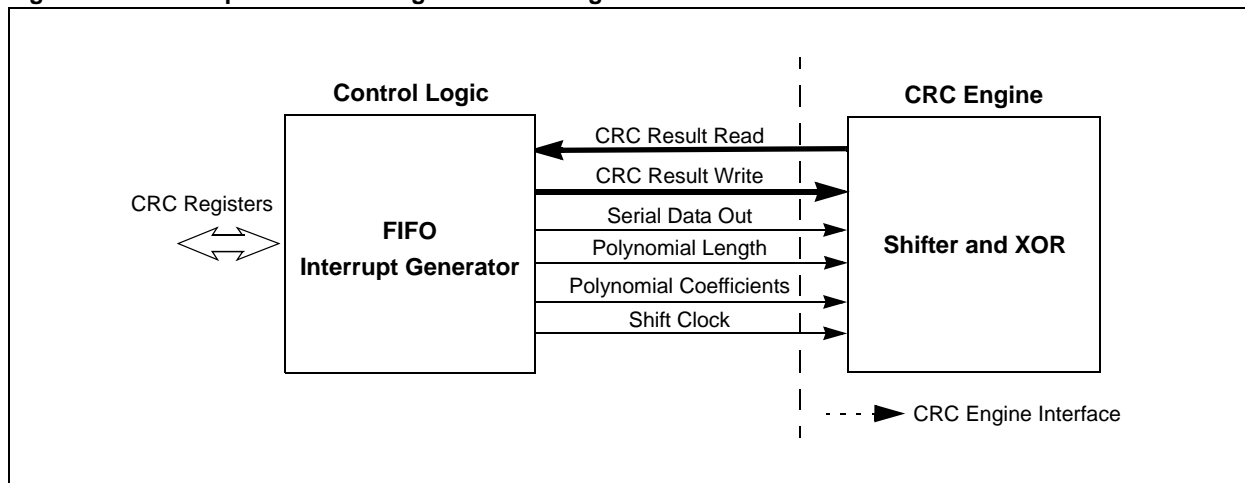 Control Logic
CRC Engine
CRC Result Read
CRC Result Write
CRC Registers
Serial Data Out
FIFO
Interrupt Generator
Polynomial Length
Shifter and XOR
Polynomial Coefficients
Shift Clock
CRC Engine Interface